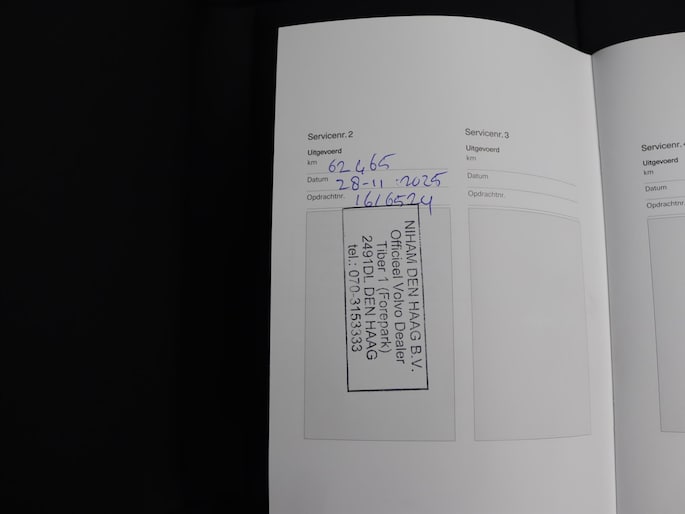 Servicenr. 2
Uitgevoerd
km 62465
Datum 28-11-2025
Opdrachtnr. 1616524
NIHAM DEN HAAG B.V.
Officieel Volvo Dealer
Tiber 1 (Forepark)
2491DL DEN HAAG
tel.: 070-3153333
Servicenr. 3
Uitgevoerd
km
Datum
Opdrachtnr.
Servicenr.
Uitgevoerd
km
Datum
Opdrachtnr.